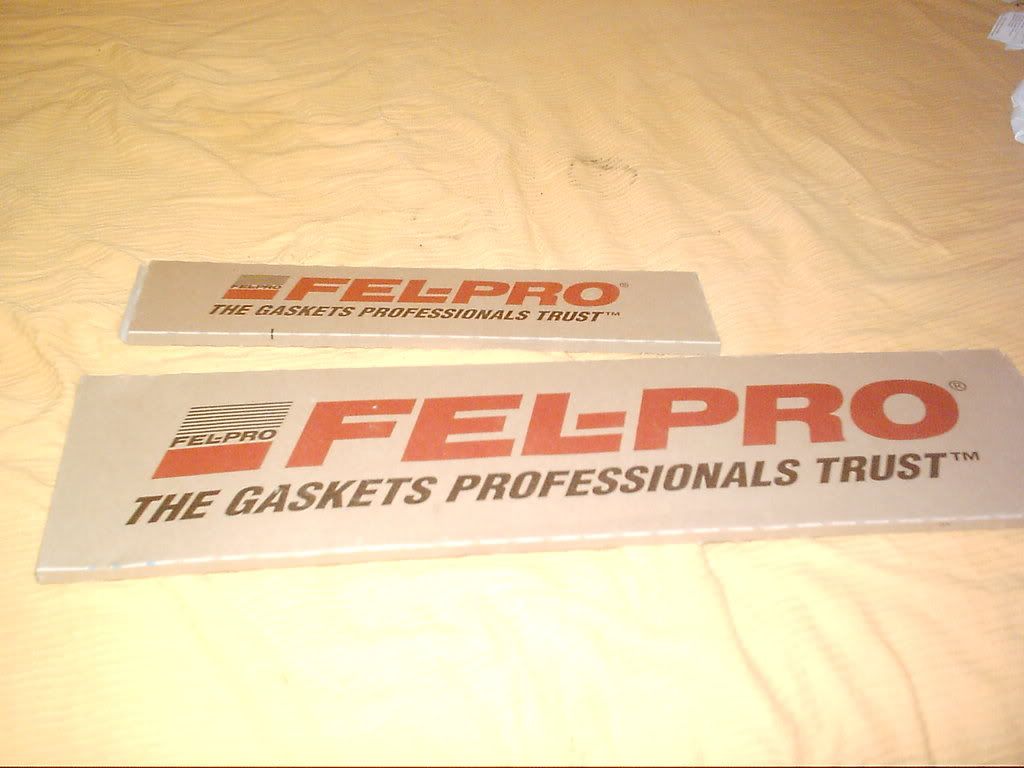 FEL-PRO FEL-PRO®
THE GASKETS PROFESSIONALS TRUST™
FEL-PRO FEL-PRO®
THE GASKETS PROFESSIONALS TRUST™